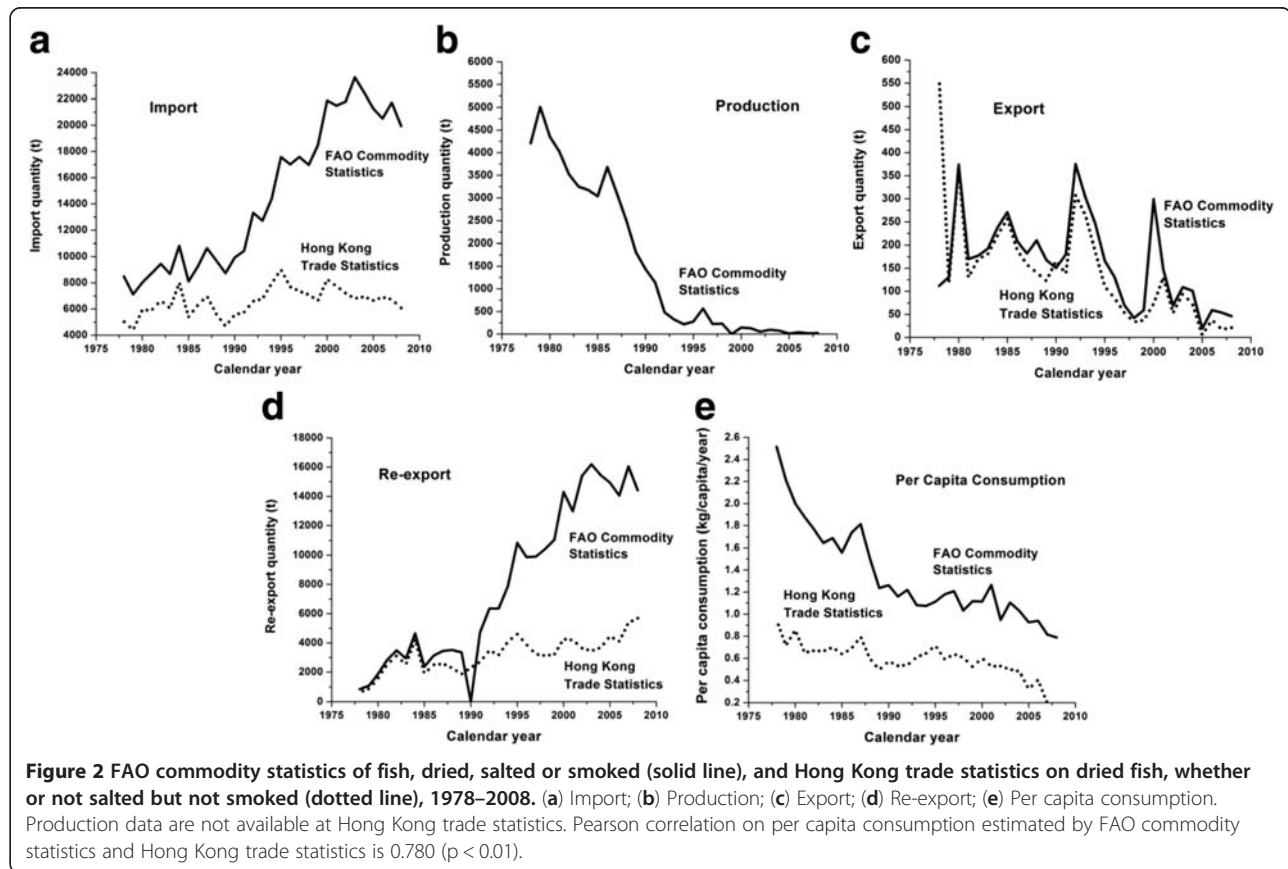 a
24000
22000
20000
18000
16000
14000
12000
10000
8000
6000
4000
1975 1980 1985 1990 1995 2000 2005 2010
Import quantity (t)
Calendar year
Import
FAO Commodity
Statistics
Hong Kong
Trade Statistics
b
6000
5500
5000
4500
4000
3500
3000
2500
2000
1500
1000
500
0
1975 1980 1985 1990 1995 2000 2005 2010
Production quantity (t)
Calendar year
Production
FAO Commodity
Statistics
c
600
550
500
450
400
350
300
250
200
150
100
50
0
1975 1980 1985 1990 1995 2000 2005 2010
Export quantity (t)
Calendar year
Export
FAO Commodity
Statistics
Hong Kong
Trade Statistics
d
18000
16000
14000
12000
10000
8000
6000
4000
2000
0
1975 1980 1985 1990 1995 2000 2005 2010
Re-export quantity (t)
Calendar year
Re-export
FAO Commodity
Statistics
Hong Kong
Trade Statistics
e
2.6
2.4
2.2
2.0
1.8
1.6
1.4
1.2
1.0
0.8
0.6
0.4
0.2
1975 1980 1985 1990 1995 2000 2005 2010
Per capita consumption (kg/capita/year)
Calendar year
Per Capita Consumption
FAO Commodity
Statistics
Hong Kong
Trade Statistics
Figure 2 FAO commodity statistics of fish, dried, salted or smoked (solid line), and Hong Kong trade statistics on dried fish, whether
or not salted but not smoked (dotted line), 1978–2008. (a) Import; (b) Production; (c) Export; (d) Re-export; (e) Per capita consumption.
Production data are not available at Hong Kong trade statistics. Pearson correlation on per capita consumption estimated by FAO commodity
statistics and Hong Kong trade statistics is 0.780 (p < 0.01).